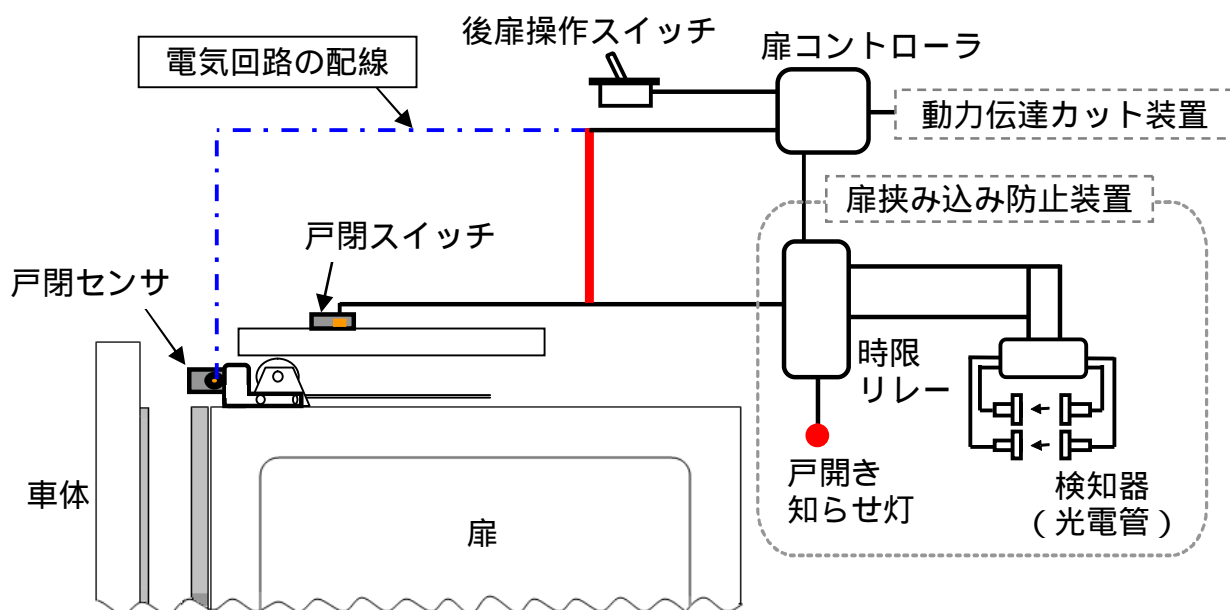 後扉操作スイッチ
扉コントローラ
電気回路の配線
動力伝達カット装置
扉挟み込み防止装置
戸閉スイッチ
戸閉センサ
時限
リレー
車体
扉
戸開き
知らせ灯
検知器
(光電管)